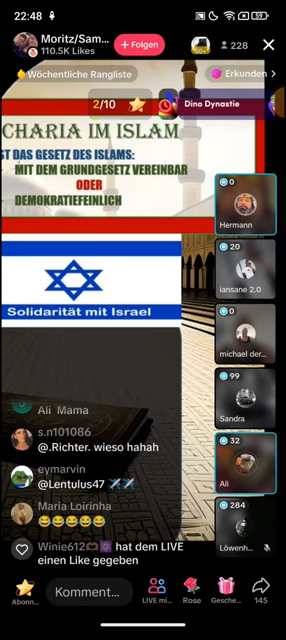 22:48
59
Moritz/Sam...
110.5K Likes
+ Folgen
50+
228
Wöchentliche Rangliste
Erkunden >
2/10
Dino Dynastie
CHARIA IM ISLAM
ST DAS GESETZ DES ISLAMS:
MIT DEM GRUNDGESETZ VEREINBAR
ODER
DEMOKRATIEFEINLICH
0
Hermann
Solidarität mit Israel
20
iansane 2.0
0
michael der...
99
Sandra
Ali Mama
32
Ali
s.n101086
@.Richter. wieso hahah
eymarvin
@Lentulus47 ✈️✈️
Maria Loirinha
😂😂😂😂😂
284
Löwenh...
Winie612 hat dem LIVE
einen Like gegeben
Abonn...
Komment...
LIVE mi...
Rose
Gesche...
145